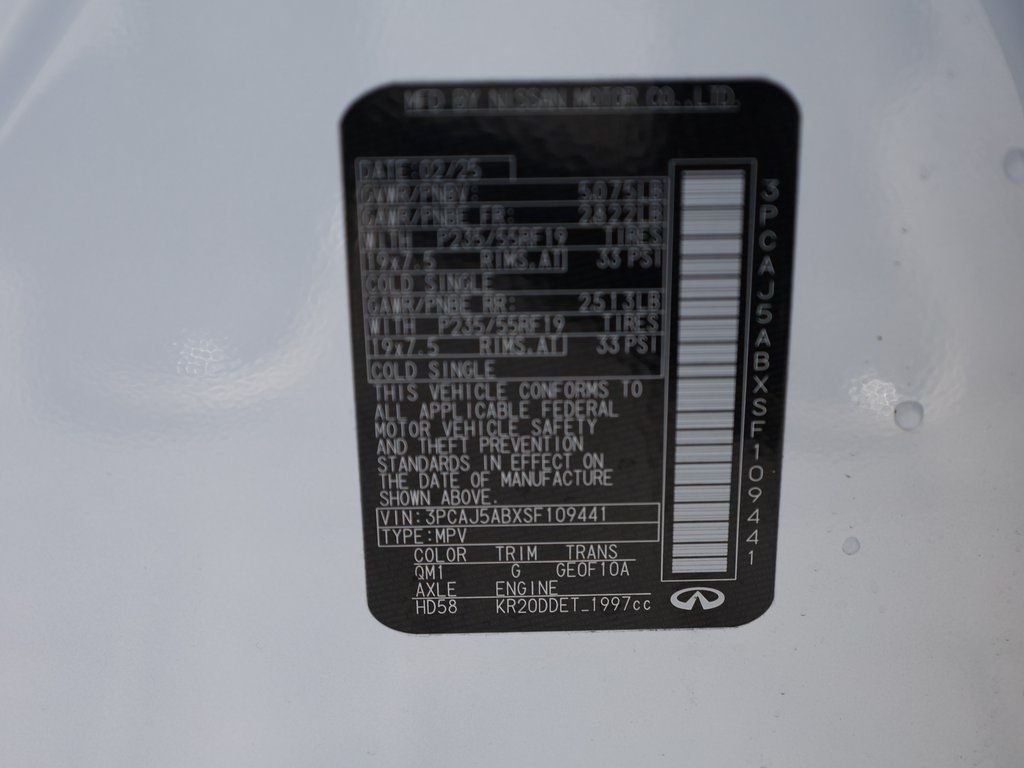 MFD BY NISSAN MOTOR CO.,LTD.
DATE:02/25
GVWR/PNBV: 5075LB
GAWR/PNBE FR: 2822LB
WITH P235/55RF19 TIRES
19x7.5 RIMS.AT 33 PSI
COLD SINGLE
GAWR/PNBE RR: 2513LB
WITH P235/55RF19 TIRES
19x7.5 RIMS.AT 33 PSI
COLD SINGLE
THIS VEHICLE CONFORMS TO
ALL APPLICABLE FEDERAL
MOTOR VEHICLE SAFETY
AND THEFT PREVENTION
STANDARDS IN EFFECT ON
THE DATE OF MANUFACTURE
SHOWN ABOVE.
VIN:3PCAJ5ABXSF109441
TYPE:MPV
COLOR TRIM TRANS
QM1 G GE0F10A
AXLE ENGINE
HD58 KR20DDET_1997cc
3PCAJ5ABXSF109441